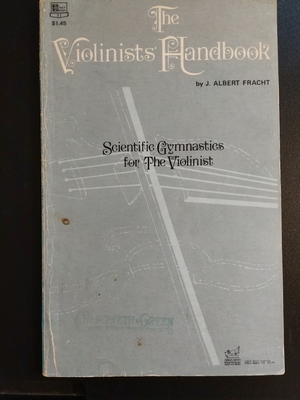 $1.45
The
Violinists' Handbook
by J. ALBERT FRACHT
Scientific Gymnastics
for The Violinist